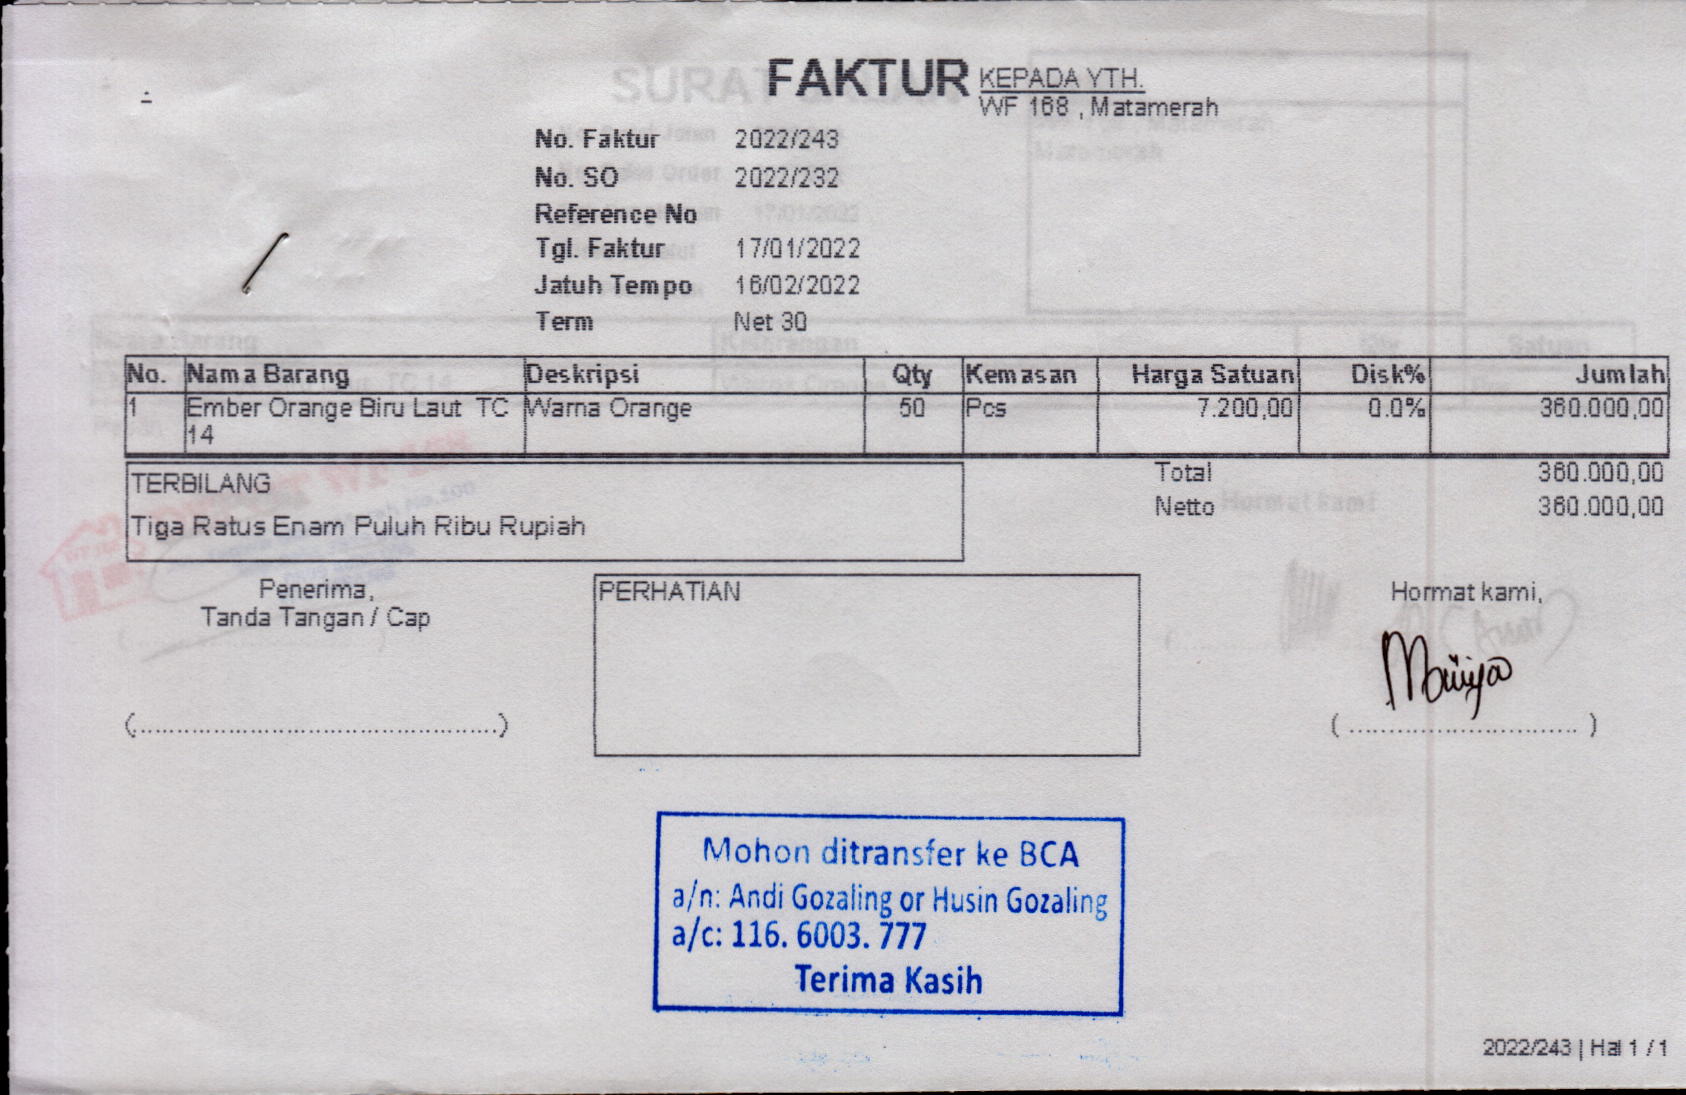 FAKTUR
KEPADA YTH.
WF 168 , Matamerah
No. Faktur 2022/243
No. SO 2022/232
Reference No
Tgl. Faktur 17/01/2022
Jatuh Tempo 16/02/2022
Term Net 30
No. Nama Barang Deskripsi Qty Kemasan Harga Satuan Disk% Jumlah
1 Ember Orange Biru Laut TC Warna Orange 50 Pcs 7.200,00 0.0% 360.000,00
14
TERBILANG
Tiga Ratus Enam Puluh Ribu Rupiah
Total 360.000,00
Netto 360.000,00
Penerima,
Tanda Tangan / Cap
(................................................)
PERHATIAN
Hormat kami,
( .............................. )
Mohon ditransfer ke BCA
a/n: Andi Gozaling or Husin Gozaling
a/c: 116. 6003. 777
Terima Kasih
2022/243 | Hal 1 / 1